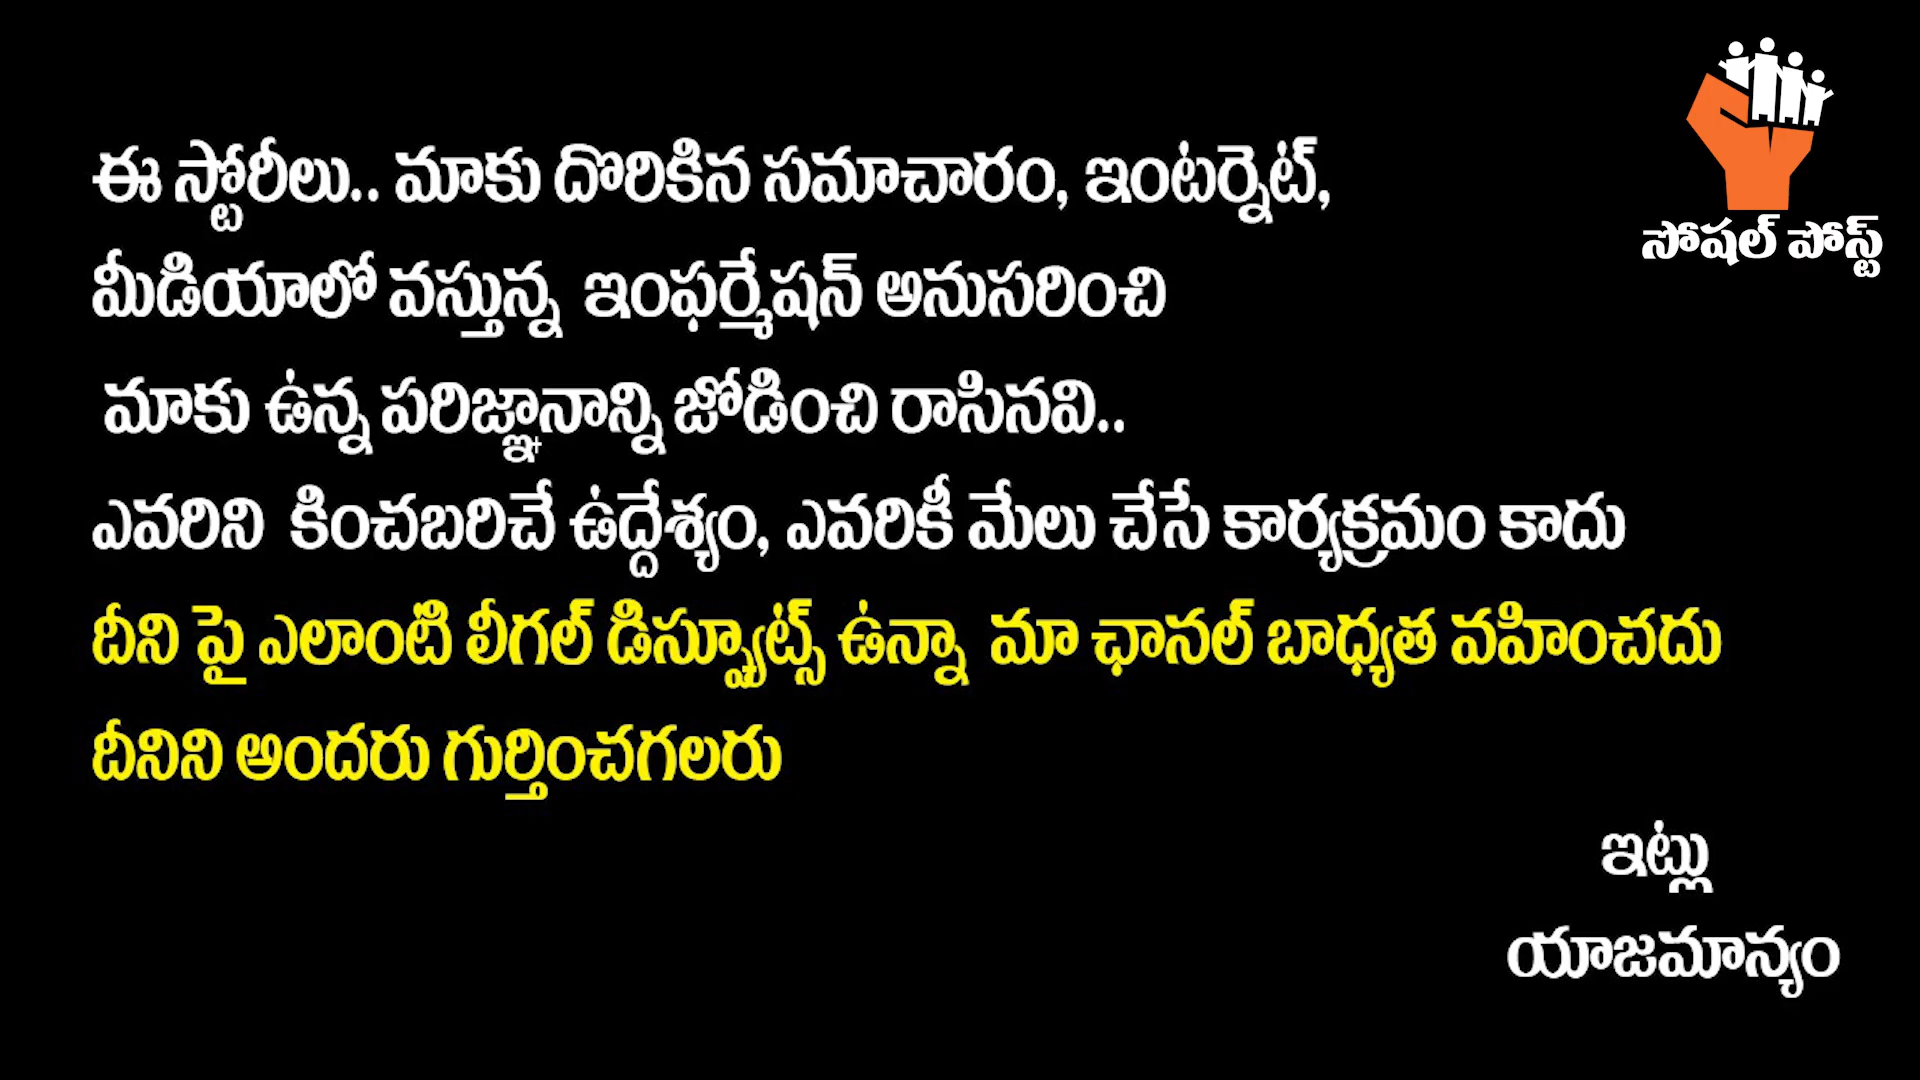 ఈ స్టోరీలు.. మాకు దొరికిన సమాచారం, ఇంటర్నెట్,
మీడియాలో వస్తున్న ఇంఫర్మేషన్ అనుసరించి
మాకు ఉన్న పరిజ్ఞానాన్ని జోడించి రాసినవి..
ఎవరిని కించబరిచే ఉద్దేశ్యం, ఎవరికీ మేలు చేసే కార్యక్రమం కాదు
దీని పై ఎలాంటి లీగల్ డిస్ప్యూట్స్ ఉన్నా మా ఛానల్ బాధ్యత వహించదు
దీనిని అందరు గుర్తించగలరు
ఇట్లు
యాజమాన్యం
సోషల్ పోస్ట్